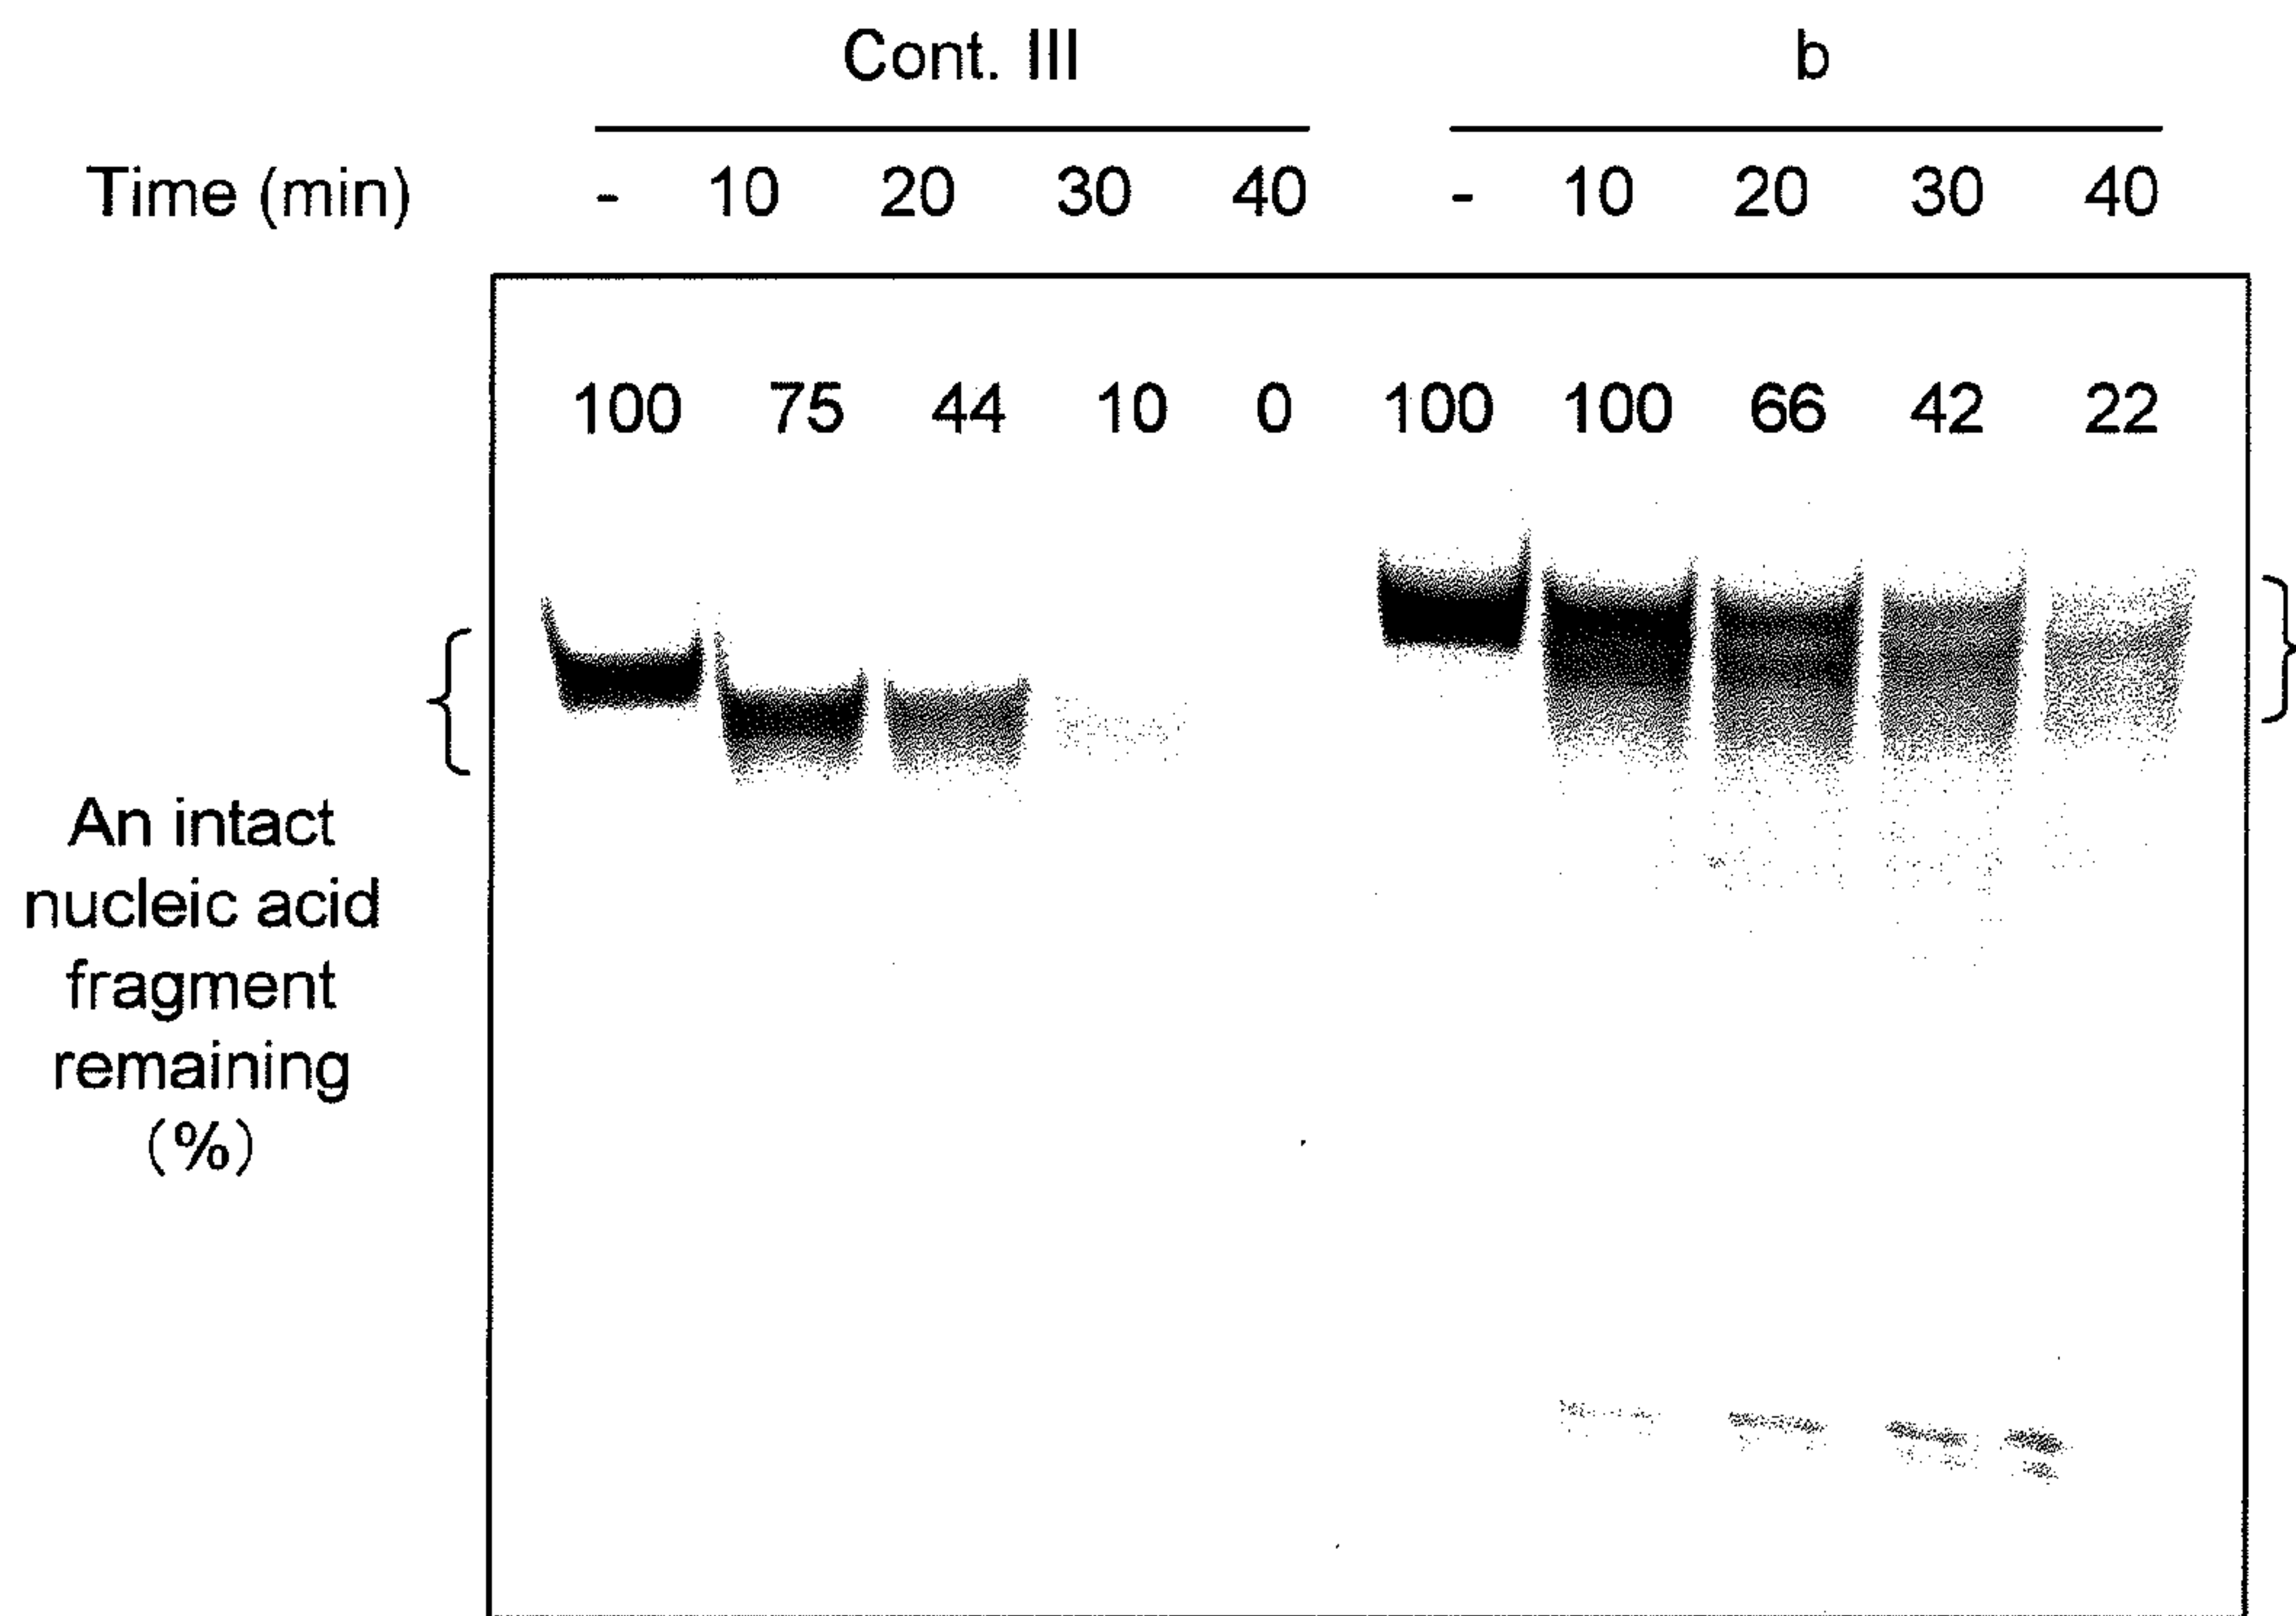 Cont. III b
Time (min) - 10 20 30 40 - 10 20 30 40
100 75 44 10 0 100 100 66 42 22
An intact
nucleic acid
fragment
remaining
(%)